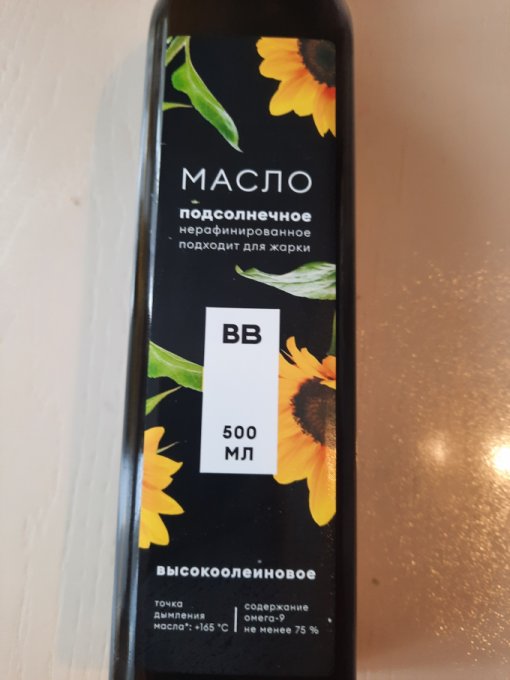 МАСЛО
подсолнечное
нерафинированное
подходит для жарки
ВВ
500
МЛ
высокоолеиновое
точка
дымления
масла*: +165 °C
содержание
омега-9
не менее 75 %